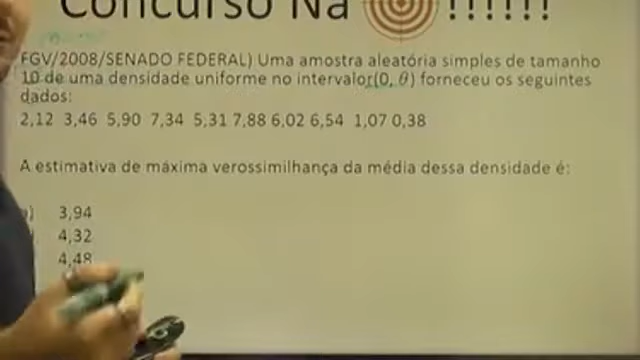 Concurso Na !!!!!!
FGV/2008/SENADO FEDERAL) Uma amostra aleatória simples de tamanho
10 de uma densidade uniforme no intervalor(0, θ) forneceu os seguintes
dados:
2,12 3,46 5,90 7,34 5,31 7,88 6,02 6,54 1,07 0,38
A estimativa de máxima verossimilhança da média dessa densidade é:
) 3,94
4,32
4,48